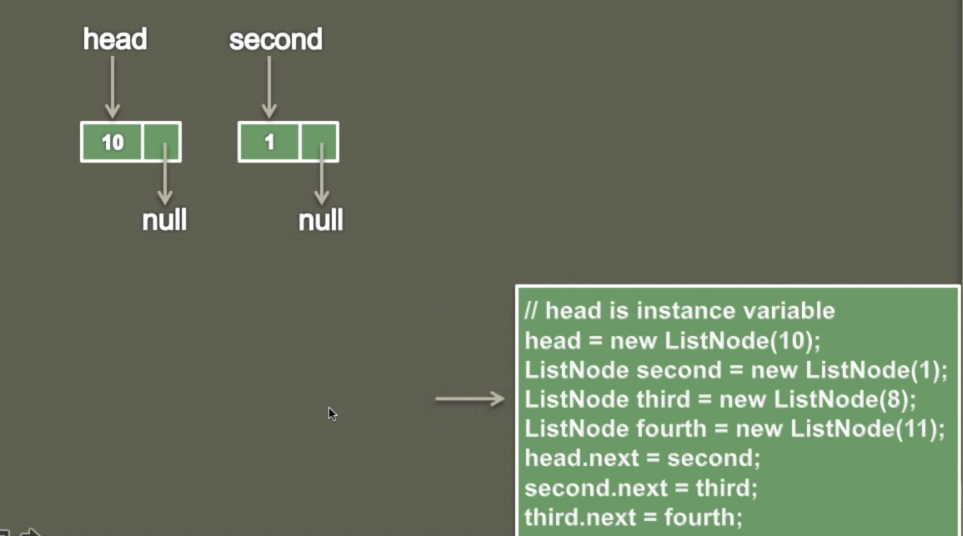 head second
10 1
null null
// head is instance variable
head = new ListNode(10);
ListNode second = new ListNode(1);
ListNode third = new ListNode(8);
ListNode fourth = new ListNode(11);
head.next = second;
second.next = third;
third.next = fourth;